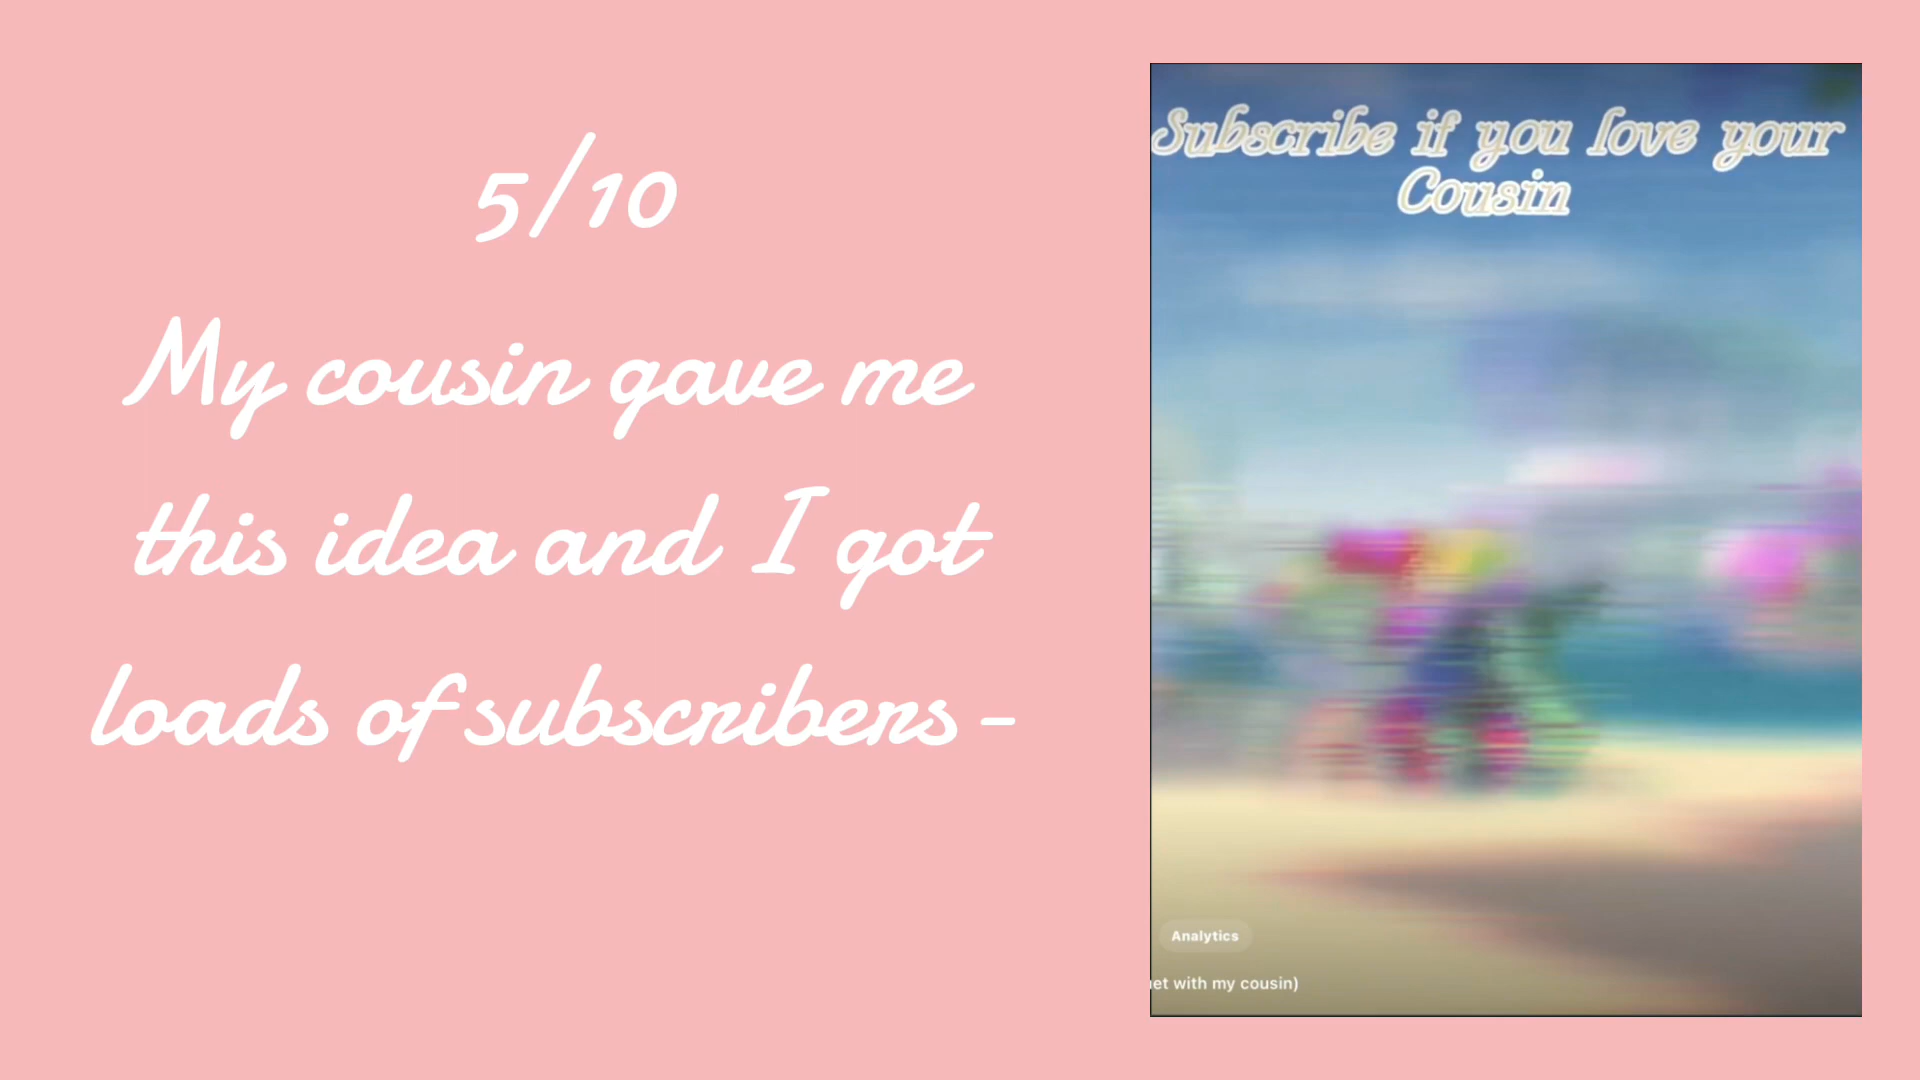 5/10
My cousin gave me
this idea and I got
loads of subscribers -
Subscribe if you love your
Cousin
Analytics
with my cousin)